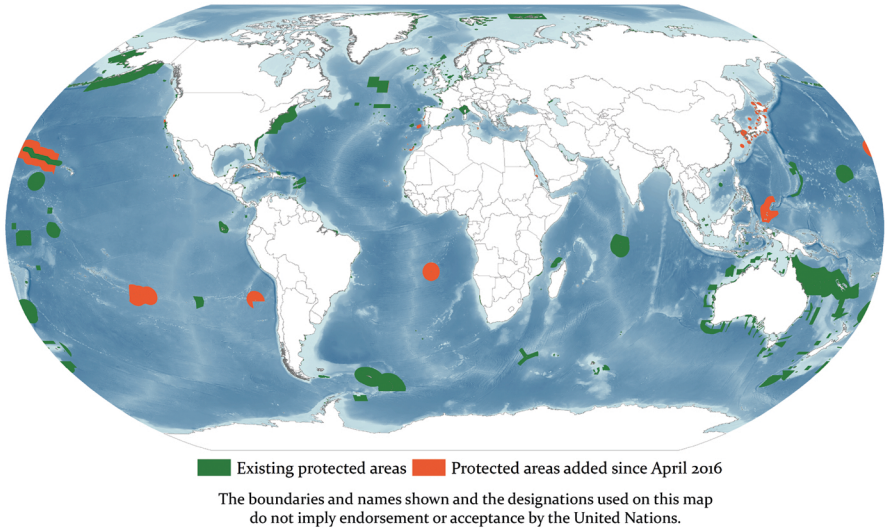 Existing protected areas
Protected areas added since April 2016
The boundaries and names shown and the designations used on this map
do not imply endorsement or acceptance by the United Nations.